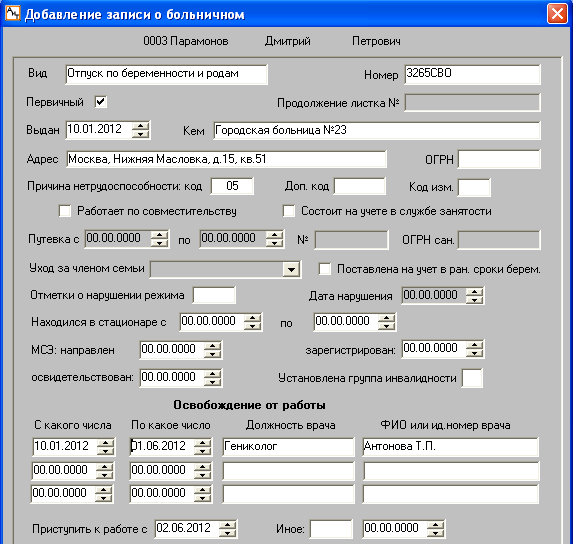 Добавление записи о больничном
0003 Парамонов Дмитрий Петрович
Вид Отпуск по беременности и родам Номер 3265СВО
Первичный Продолжение листка №
Выдан 10.01.2012 Кем Городская больница №23
Адрес Москва, Нижняя Масловка, д.15, кв.51 ОГРН
Причина нетрудоспособности: код 05 Доп. код Код изм.
Работает по совместительству Состоит на учете в службе занятости
Путевка с 00.00.0000 по 00.00.0000 № ОГРН сан.
Уход за членом семьи Поставлена на учет в ран. сроки берем.
Отметки о нарушении режима Дата нарушения 00.00.0000
Находился в стационаре с 00.00.0000 по 00.00.0000
МСЭ: направлен 00.00.0000 зарегистрирован: 00.00.0000
освидетельствован: 00.00.0000 Установлена группа инвалидности
Освобождение от работы
С какого числа По какое число Должность врача ФИО или ид.номер врача
10.01.2012 01.06.2012 Гениколог Антонова Т.П.
00.00.0000 00.00.0000
00.00.0000 00.00.0000
Приступить к работе с 02.06.2012 Иное: 00.00.0000